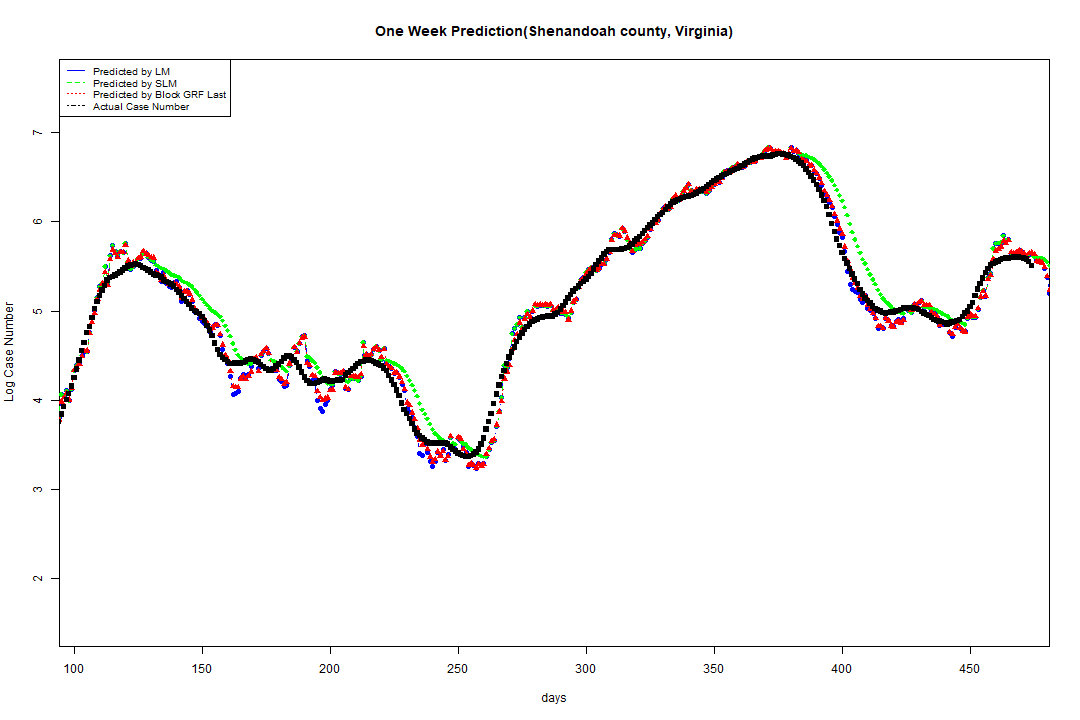 One Week Prediction(Shenandoah county, Virginia)
Predicted by LM
Predicted by SLM
Predicted by Block GRF Last
Actual Case Number
7
6
5
4
3
2
Log Case Number
100 150 200 250 300 350 400 450
days